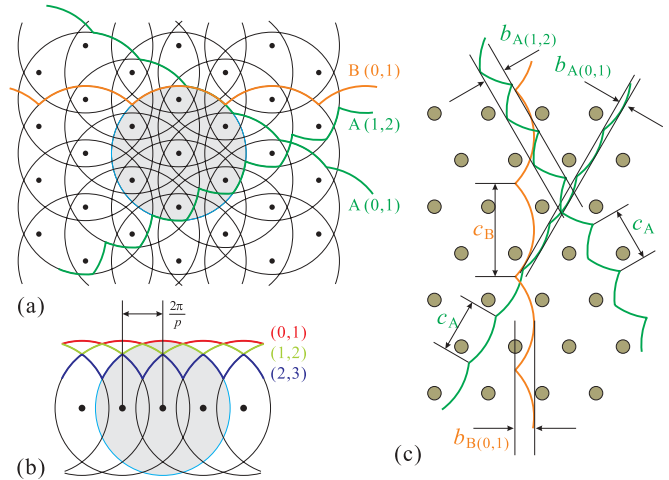 (a)
B (0,1)
A (1,2)
A (0,1)
(b)
2π
p
(0,1)
(1,2)
(2,3)
b_A(1,2)
b_A(0,1)
c_B
c_A
c_A
b_B(0,1)
(c)